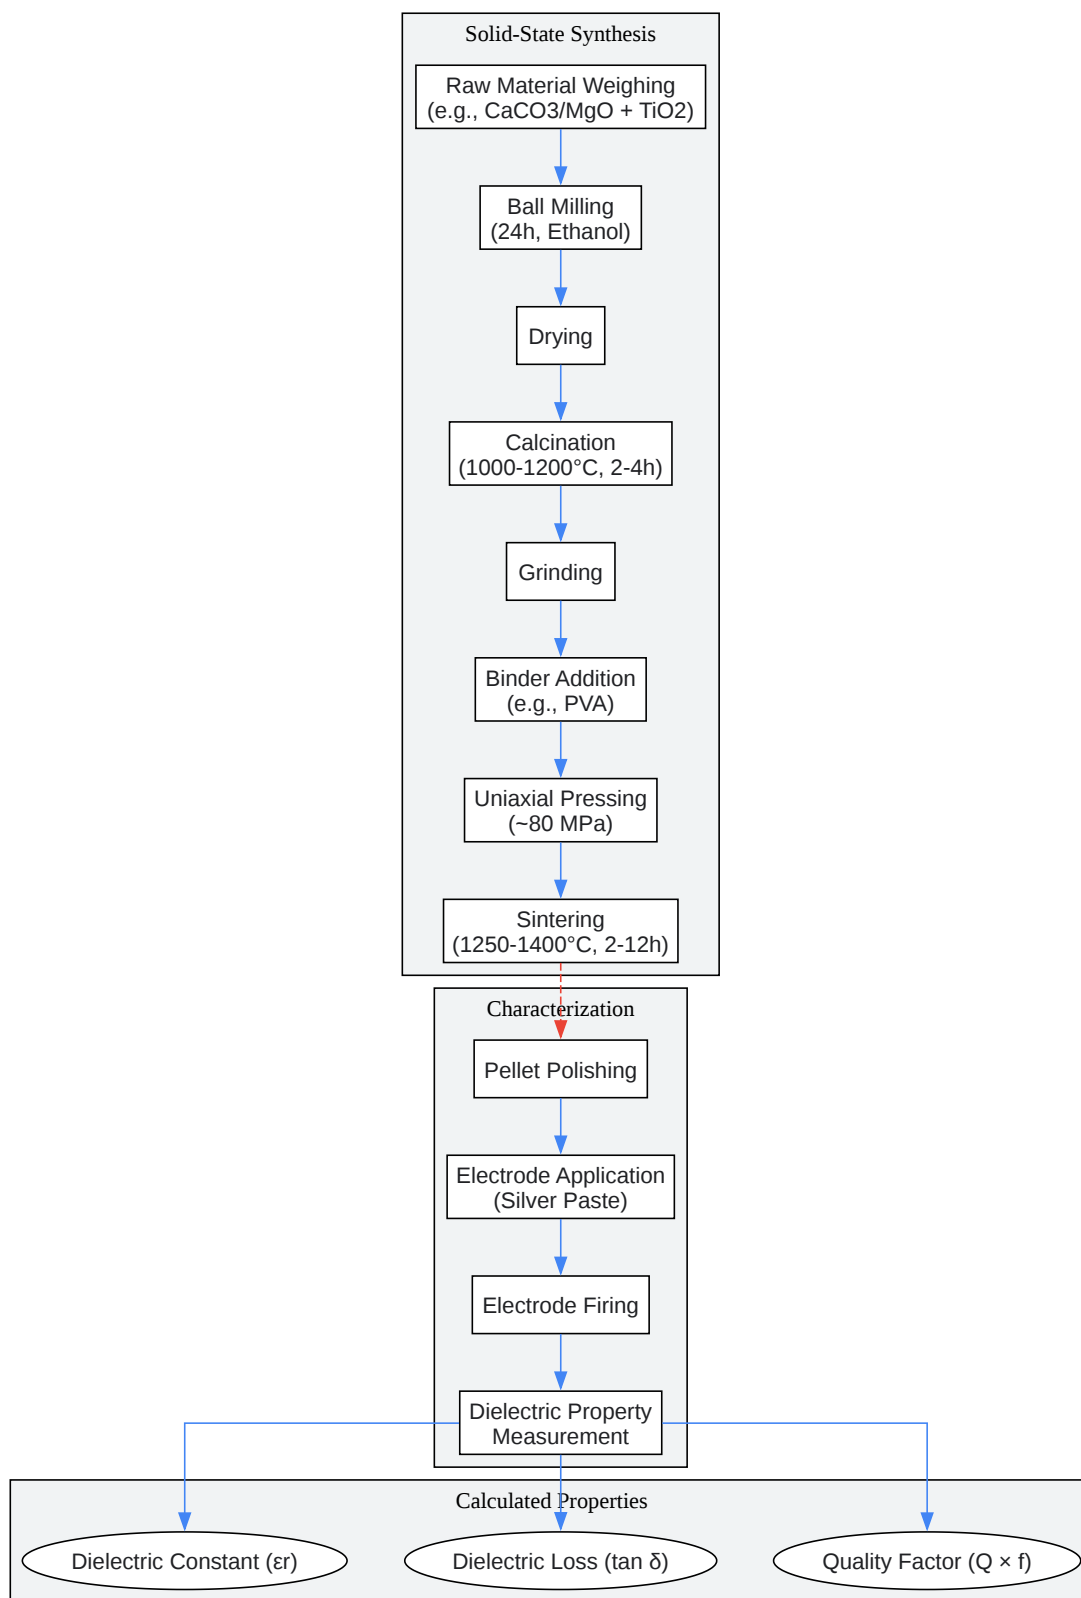 Solid-State Synthesis
Raw Material Weighing
(e.g., CaCO3/MgO + TiO2)
Ball Milling
(24h, Ethanol)
Drying
Calcination
(1000-1200°C, 2-4h)
Grinding
Binder Addition
(e.g., PVA)
Uniaxial Pressing
(~80 MPa)
Sintering
(1250-1400°C, 2-12h)
Characterization
Pellet Polishing
Electrode Application
(Silver Paste)
Electrode Firing
Dielectric Property
Measurement
Calculated Properties
Dielectric Constant (εr)
Dielectric Loss (tan δ)
Quality Factor (Q × f)